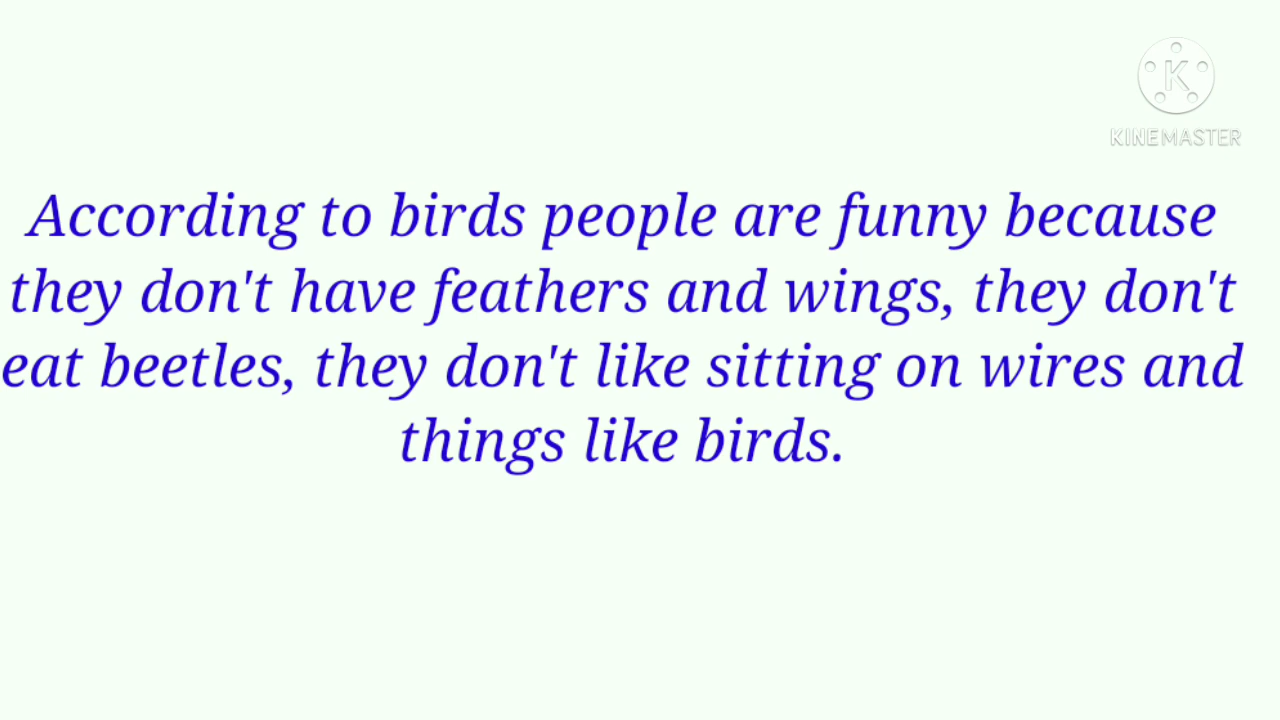 KINEMASTER
According to birds people are funny because
they don't have feathers and wings, they don't
eat beetles, they don't like sitting on wires and
things like birds.